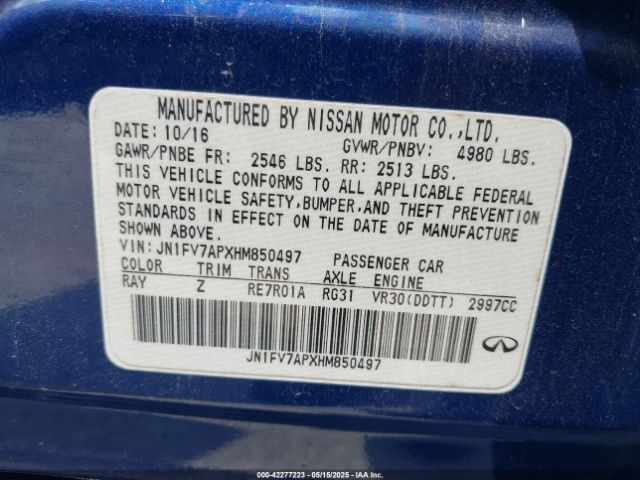 MANUFACTURED BY NISSAN MOTOR CO.,LTD.
DATE: 10/16 GVWR/PNBV: 4980 LBS.
GAWR/PNBE FR: 2546 LBS. RR: 2513 LBS.
THIS VEHICLE CONFORMS TO ALL APPLICABLE FEDERAL
MOTOR VEHICLE SAFETY,BUMPER,AND THEFT PREVENTION
STANDARDS IN EFFECT ON THE DATE OF MANUFACTURE
SHOWN ABOVE.
VIN: JN1FV7APXHM850497 PASSENGER CAR
COLOR TRIM TRANS AXLE ENGINE
RAY Z RE7R01A RG31 VR30(DDTT) 2997CC
JN1FV7APXHM850497
000-42277223 - 05/15/2025 - IAA Inc.